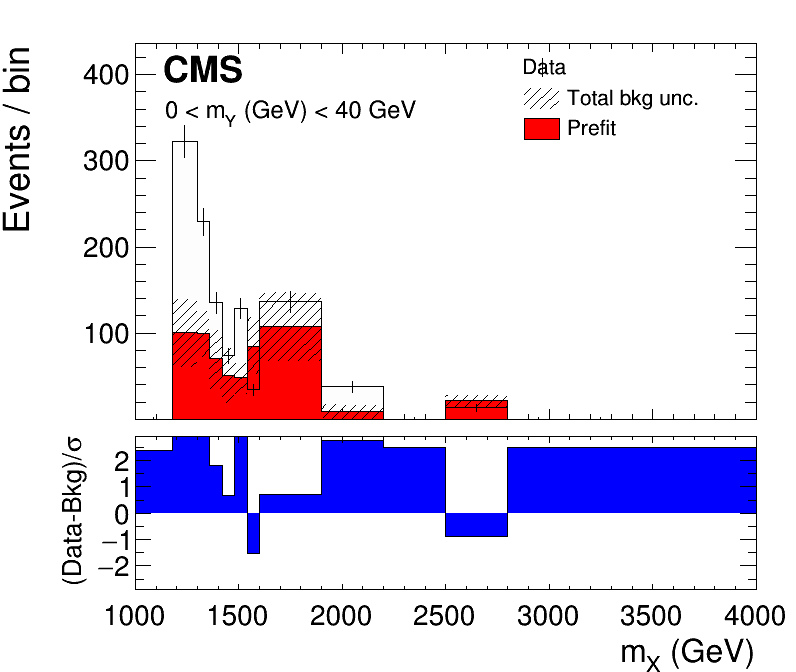 Events / bin
400
300
200
100
CMS
0 < mY (GeV) < 40 GeV
Data
Total bkg unc.
Prefit
(Data-Bkg)/σ
2
1
0
−1
−2
1000 1500 2000 2500 3000 3500 4000
mX (GeV)